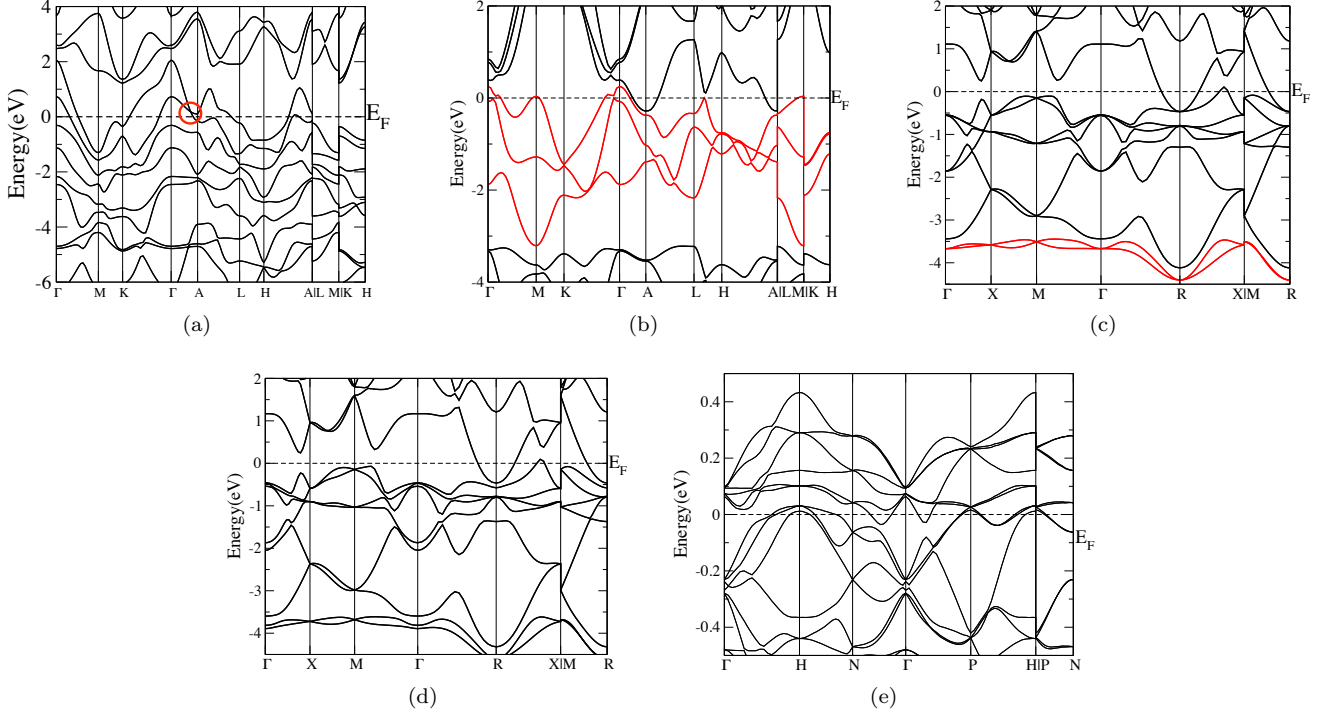 4
2
0
-2
-4
-6
Energy(eV)
E_F
Γ M K Γ A L H A|L M|K H
(a)
0
-2
-4
Energy(eV)
E_F
Γ M K Γ A L H A|L M|K H
(b)
2
1
0
-1
-2
-3
-4
Energy(eV)
E_F
Γ X M Γ R X|M R
(c)
2
1
0
-1
-2
-3
-4
Energy(eV)
E_F
Γ X M Γ R X|M R
(d)
0.4
0.2
0
-0.2
-0.4
Energy(eV)
E_F
Γ H N Γ P H|P N
(e)